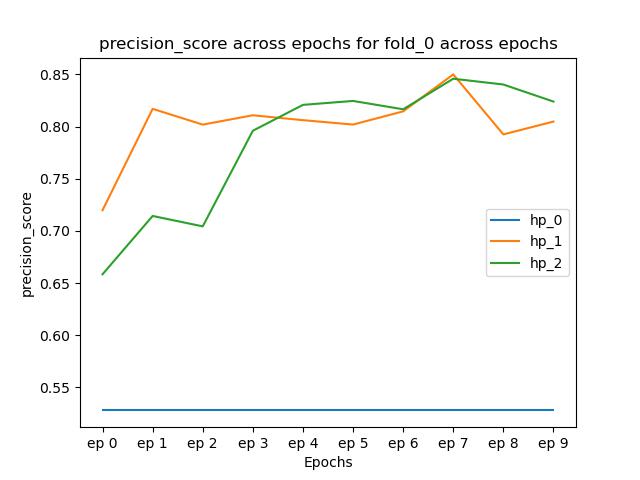 precision_score across epochs for fold_0 across epochs
precision_score
0.85
0.80
0.75
0.70
0.65
0.60
0.55
hp_0
hp_1
hp_2
ep 0 ep 1 ep 2 ep 3 ep 4 ep 5 ep 6 ep 7 ep 8 ep 9
Epochs